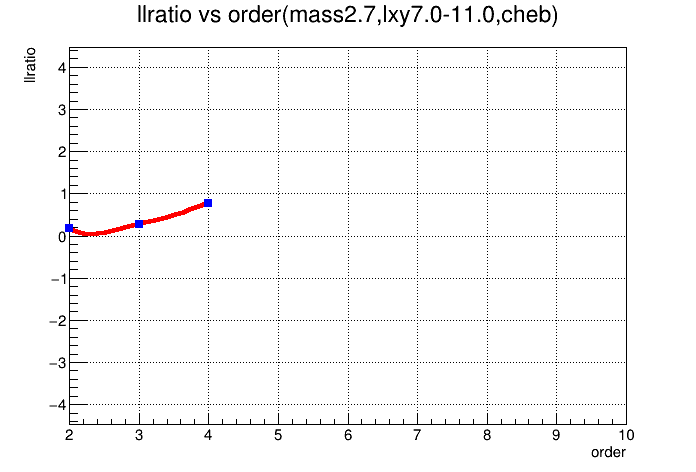 llratio vs order(mass2.7,lxy7.0-11.0,cheb)
llratio
4
3
2
1
0
−1
−2
−3
−4
2 3 4 5 6 7 8 9 10
order